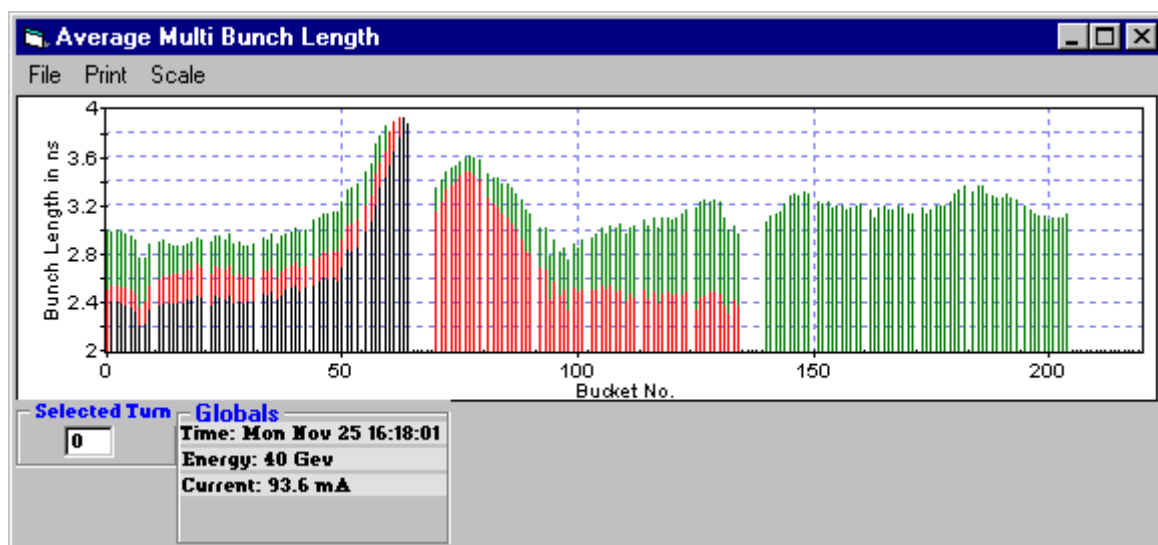 Average Multi Bunch Length
File Print Scale
Bunch Length in ns
4
3.6
3.2
2.8
2.4
2
0 50 100 150 200
Bucket No.
Selected Turn
0
Globals
Time: Mon Nov 25 16:18:01
Energy: 40 Gev
Current: 93.6 mA